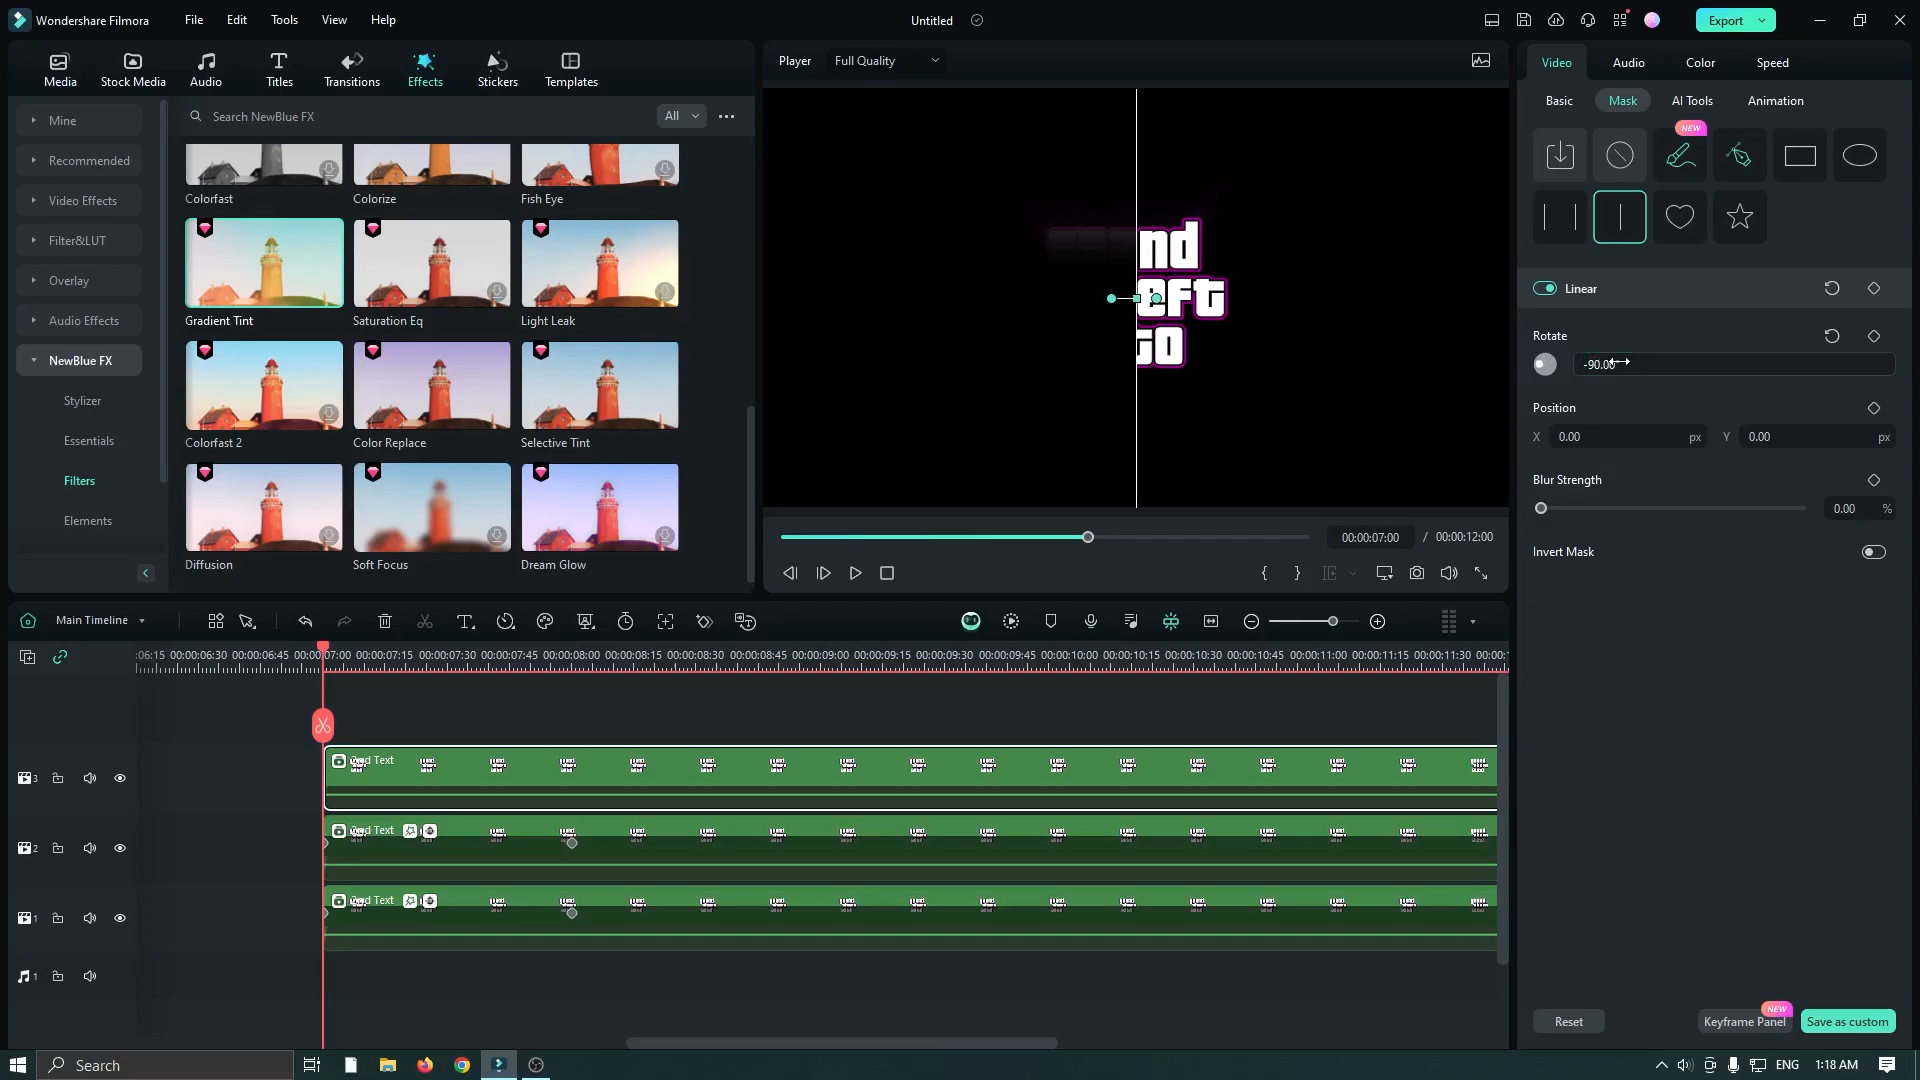 Wondershare Filmora
File Edit Tools View Help
Untitled
Export
Media Stock Media Audio Titles Transitions Effects Stickers Templates
Player Full Quality
Video Audio Color Speed
Basic Mask AI Tools Animation
Search NewBlue FX
All
Mine
Recommended
Video Effects
Filter&LUT
Overlay
Audio Effects
NewBlue FX
Stylizer
Essentials
Filters
Elements
Colorfast Colorize Fish Eye
Gradient Tint Saturation Eq Light Leak
Colorfast 2 Color Replace Selective Tint
Diffusion Soft Focus Dream Glow
nd
eft
to
00:00:07:00 / 00:00:12:00
NEW
Linear
Rotate
-90.00
Position
X 0.00 px Y 0.00 px
Blur Strength
0.00 %
Invert Mask
Main Timeline
:06:15 00:00:06:30 00:00:06:45 00:00:07:00 00:00:07:15 00:00:07:30 00:00:07:45 00:00:08:00 00:00:08:15 00:00:08:30 00:00:08:45 00:00:09:00 00:00:09:15 00:00:09:30 00:00:09:45 00:00:10:00 00:00:10:15 00:00:10:30 00:00:10:45 00:00:11:00 00:00:11:15 00:00:11:30
3
2nd Text
2
2nd Text
1
2nd Text
1
NEW
Reset Keyframe Panel Save as custom
Search
ENG 1:18 AM